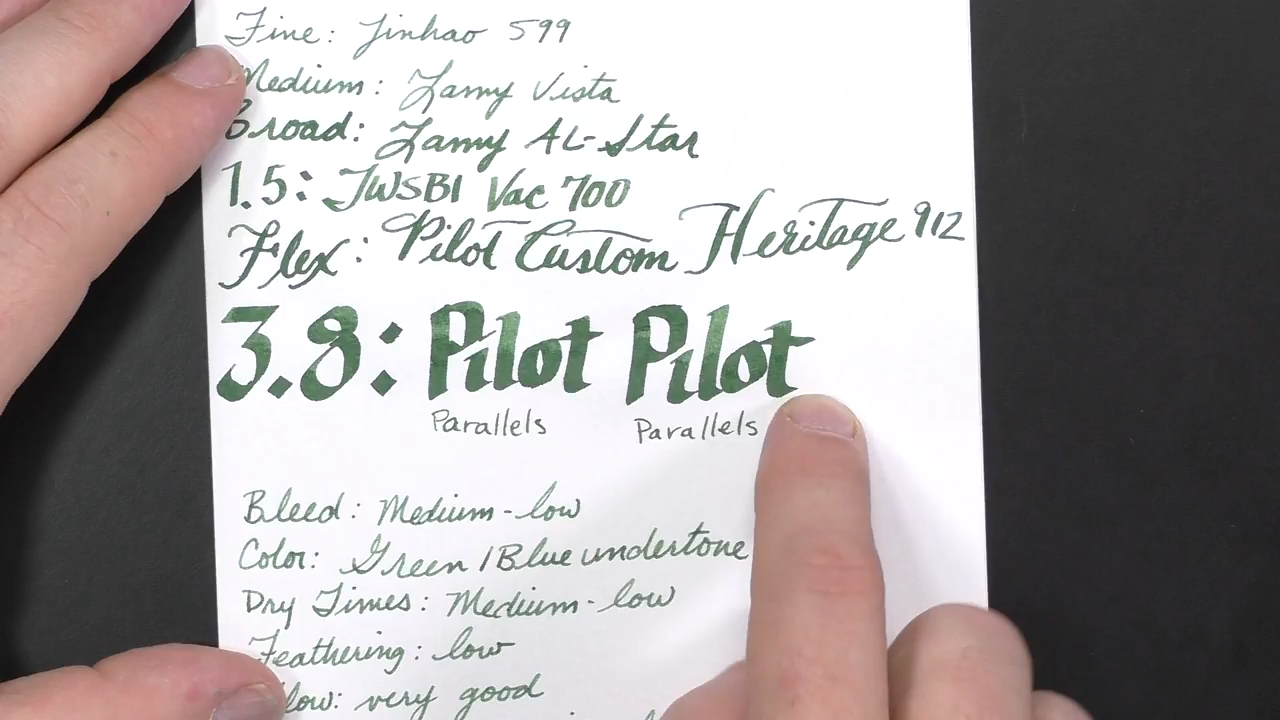 Fine: Jinhao 599
Medium: Lamy Vista
Broad: Lamy AL-Star
1.5: TWSBI Vac 700
Flex: Pilot Custom Heritage 912
3.8: Pilot Pilot
Parallels Parallels
Bleed: Medium-low
Color: Green/Blue undertone
Dry Times: Medium-low
Feathering: low
Flow: very good